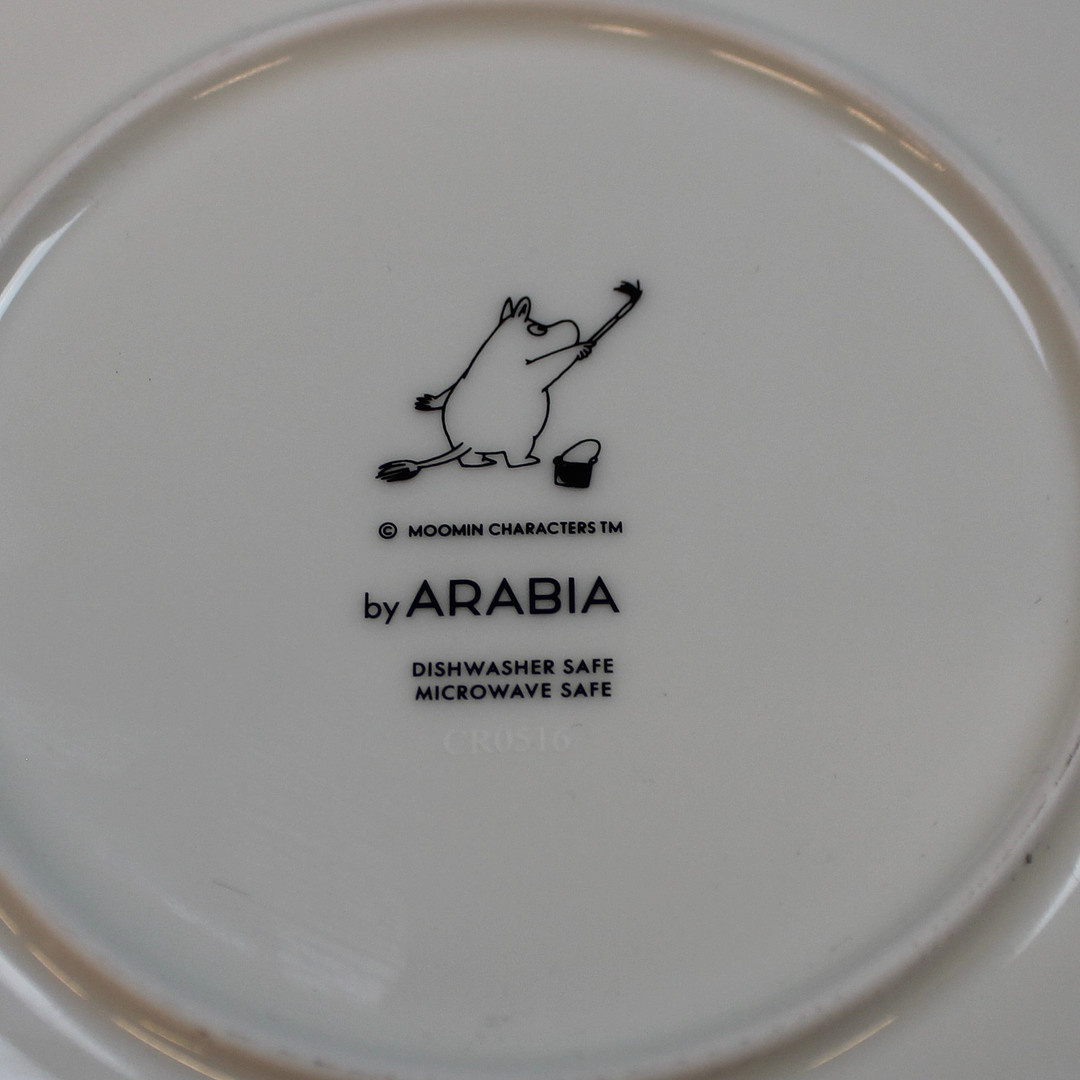 © MOOMIN CHARACTERS TM
by ARABIA
DISHWASHER SAFE
MICROWAVE SAFE
CR0516